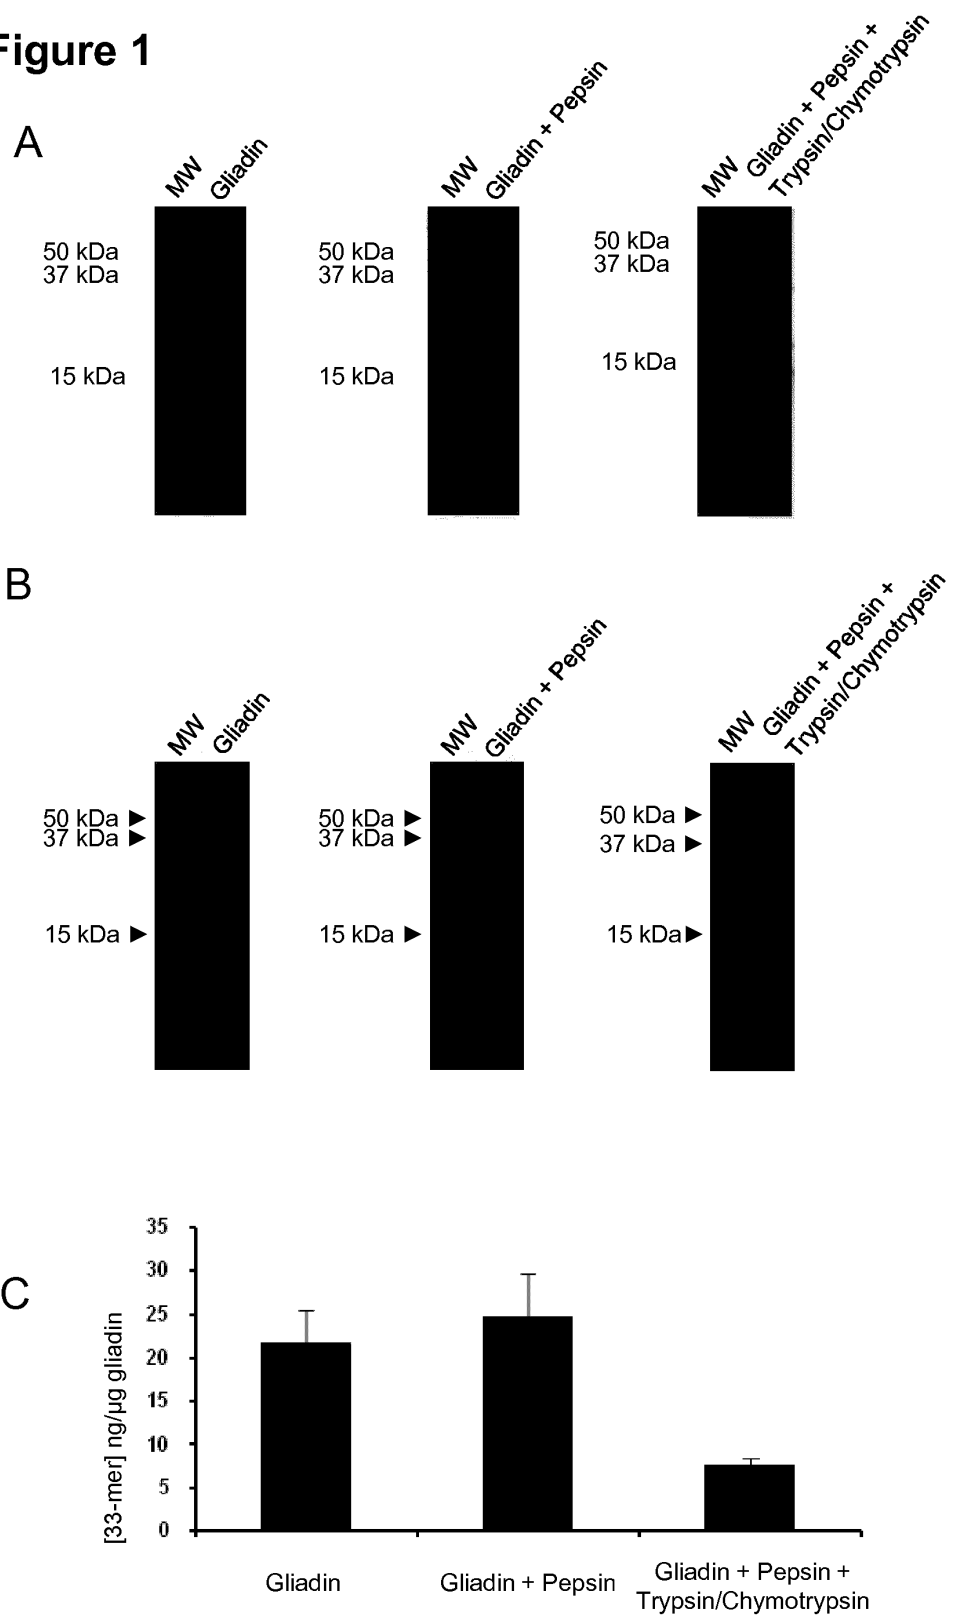 Figure 1
A
MW
Gliadin
MW
Gliadin + Pepsin
MW
Gliadin + Pepsin +
Trypsin/Chymotrypsin
50 kDa
37 kDa
15 kDa
50 kDa
37 kDa
15 kDa
50 kDa
37 kDa
15 kDa
B
MW
Gliadin
MW
Gliadin + Pepsin
MW
Gliadin + Pepsin +
Trypsin/Chymotrypsin
50 kDa
37 kDa
15 kDa
50 kDa
37 kDa
15 kDa
50 kDa
37 kDa
15 kDa
C
[33-mer] ng/µg gliadin
35
30
25
20
15
10
5
0
Gliadin
Gliadin + Pepsin
Gliadin + Pepsin +
Trypsin/Chymotrypsin